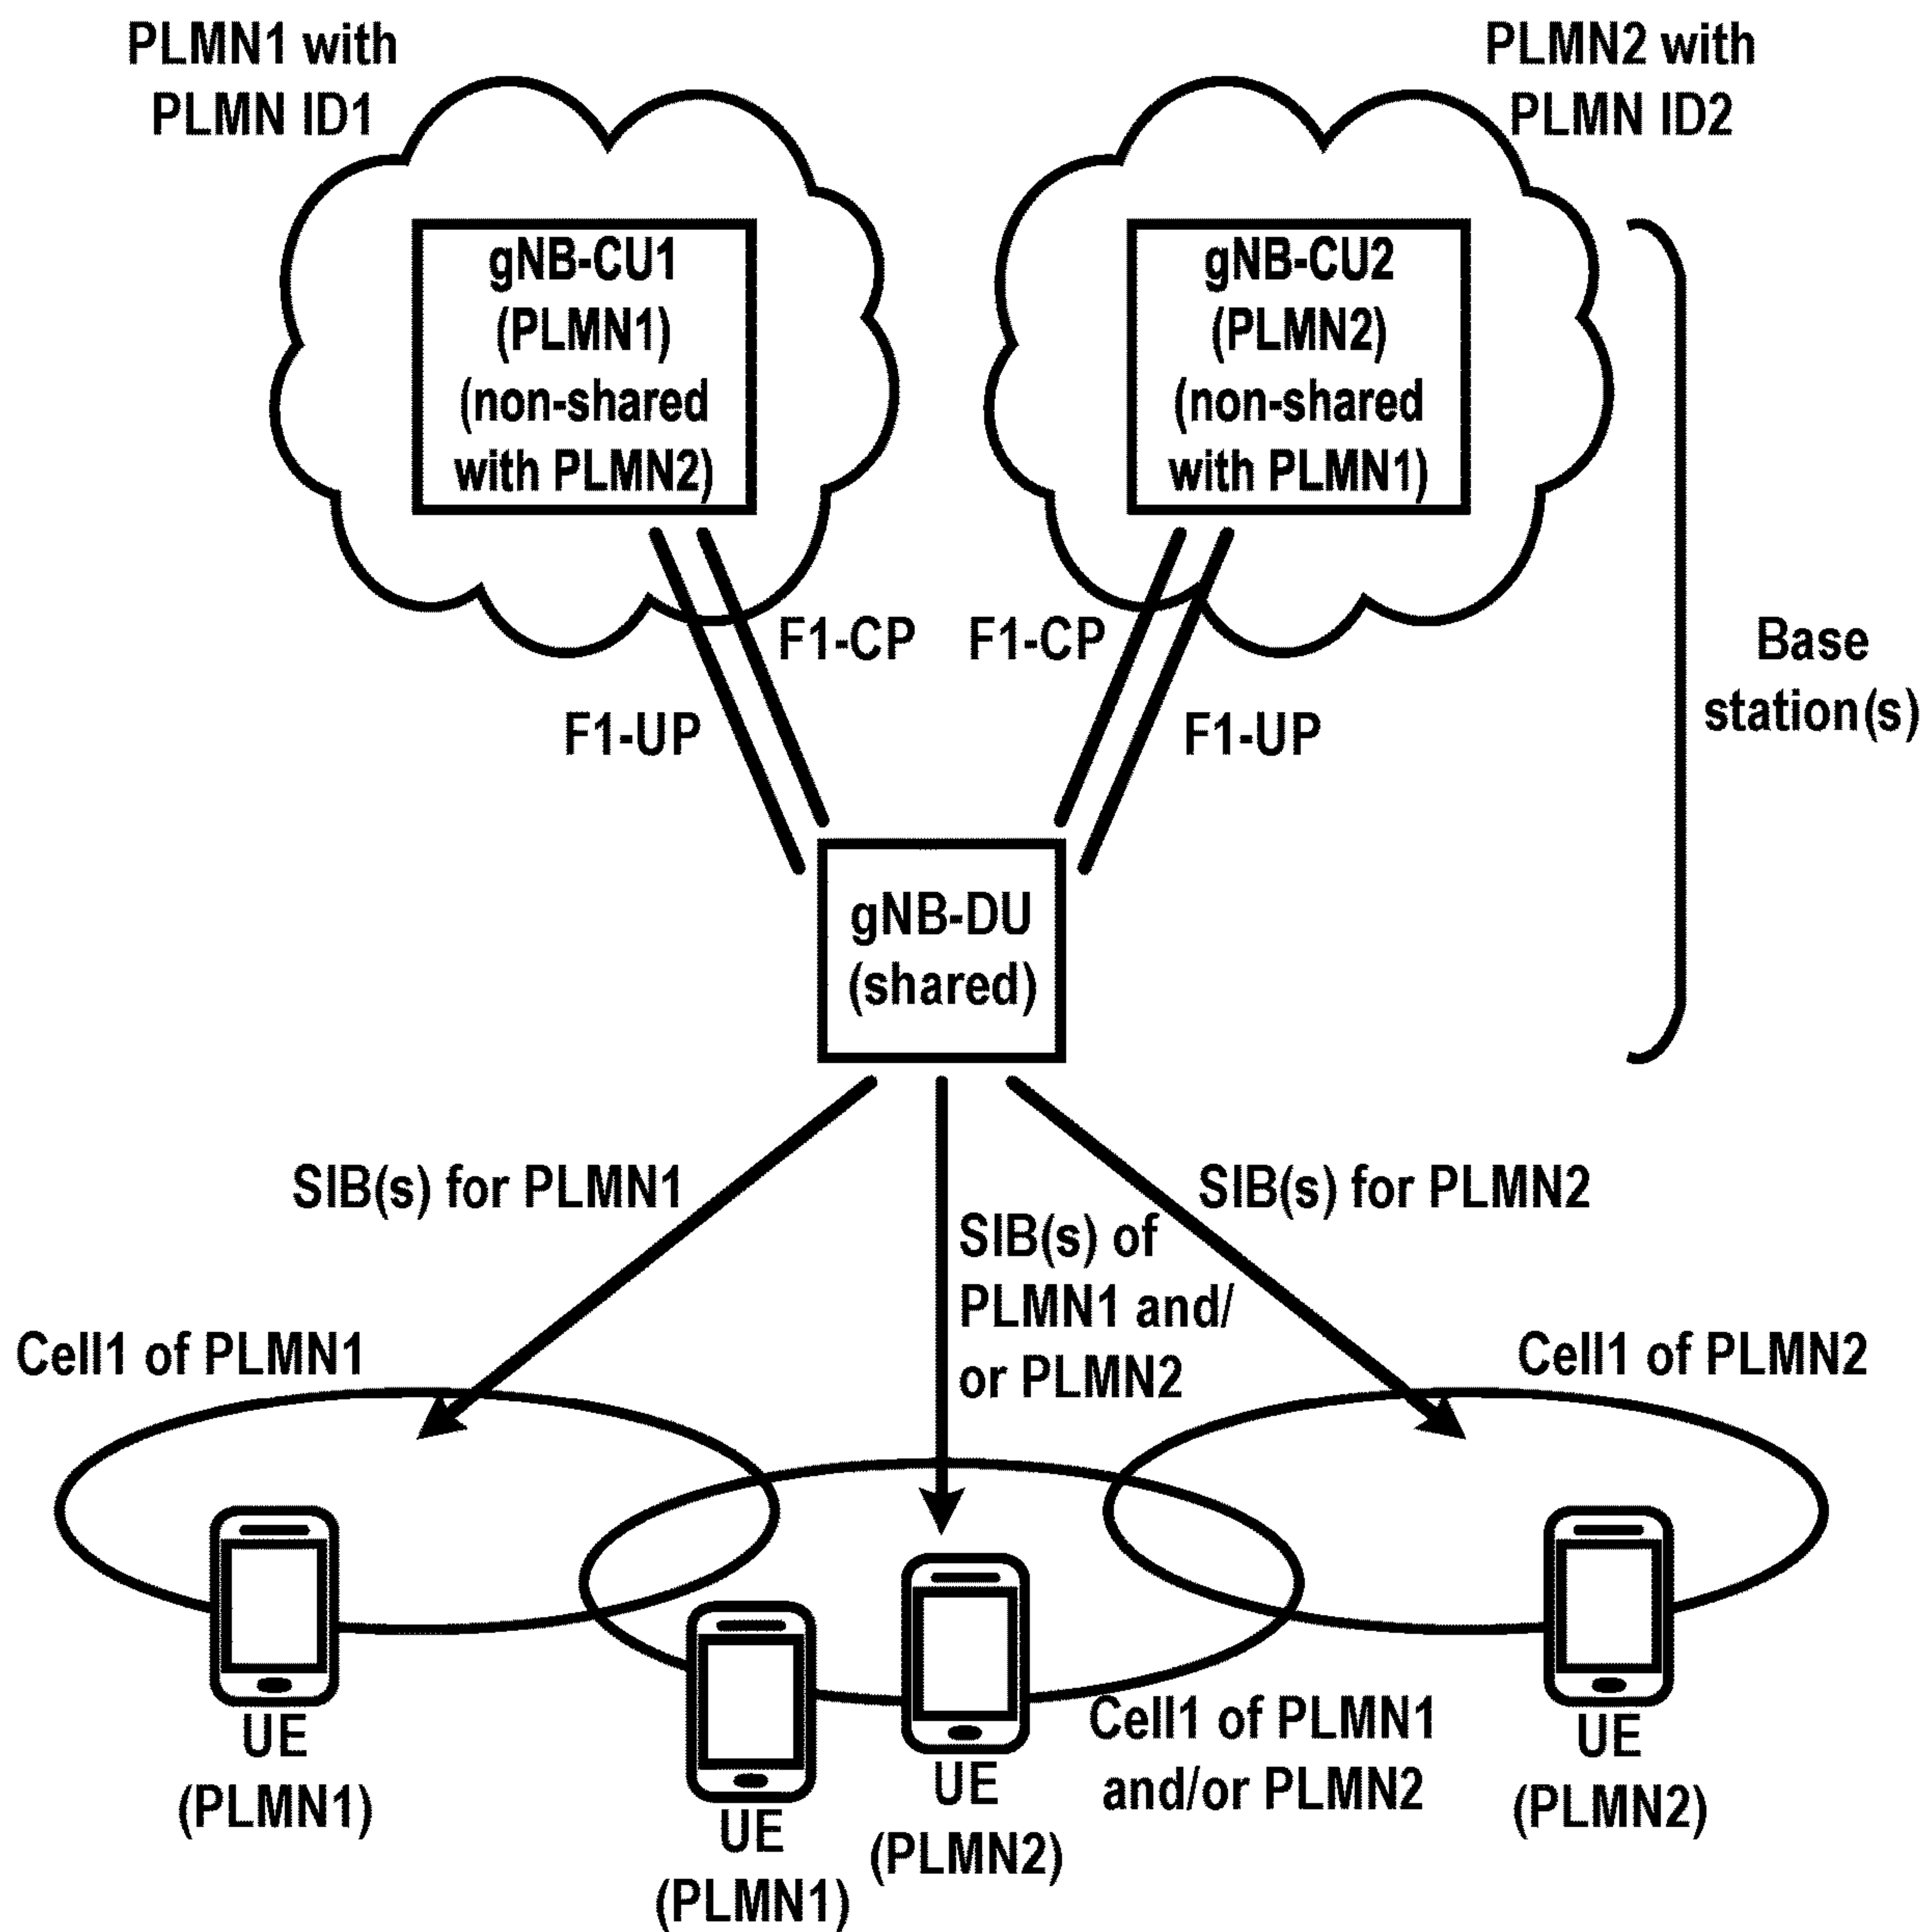 PLMN1 with
PLMN ID1
PLMN2 with
PLMN ID2
gNB-CU1
(PLMN1)
(non-shared
with PLMN2)
gNB-CU2
(PLMN2)
(non-shared
with PLMN1)
F1-CP
F1-CP
F1-UP
F1-UP
Base
station(s)
gNB-DU
(shared)
SIB(s) for PLMN1
SIB(s) of
PLMN1 and/
or PLMN2
SIB(s) for PLMN2
Cell1 of PLMN1
Cell1 of PLMN2
UE
(PLMN1)
UE
(PLMN1)
UE
(PLMN2)
Cell1 of PLMN1
and/or PLMN2
UE
(PLMN2)